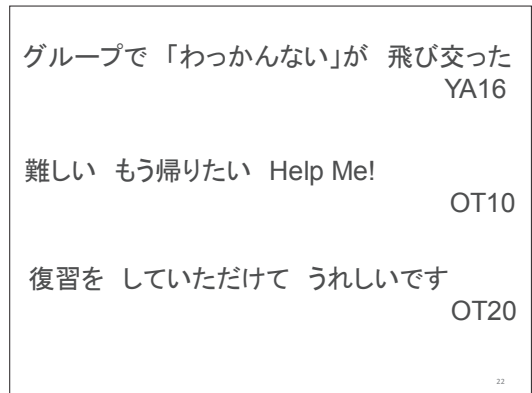 グループで 「わっかんない」が 飛び交った
YA16
難しい もう帰りたい Help Me!
OT10
復習を していただけて うれしいです
OT20
22